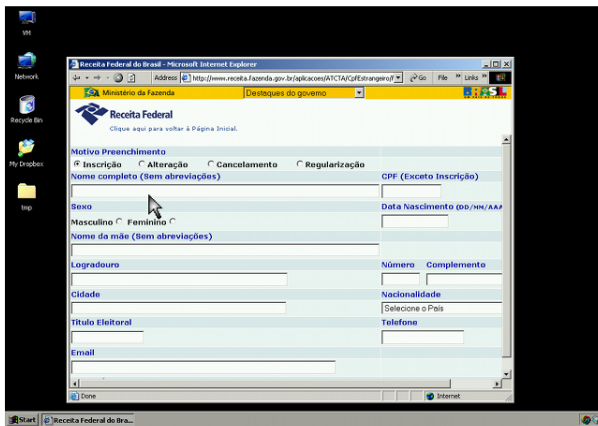 VM
Network
Recycle Bin
My Dropbox
tmp
Receita Federal do Brasil - Microsoft Internet Explorer
Address http://www.receita.fazenda.gov.br/aplicacoes/ATCTA/CpfEstrangeiro/f Go File Links
Ministério da Fazenda Destaques do governo
Receita Federal
Clique aqui para voltar à Página Inicial.
Motivo Preenchimento
Inscrição Alteração Cancelamento Regularização
Nome completo (Sem abreviações) CPF (Exceto Inscrição)
Sexo Data Nascimento (DD/MM/AAA
Masculino Feminino
Nome da mãe (Sem abreviações)
Logradouro Número Complemento
Cidade Nacionalidade
Selecione o País
Título Eleitoral Telefone
Email
Done Internet
Start Receita Federal do Bra...